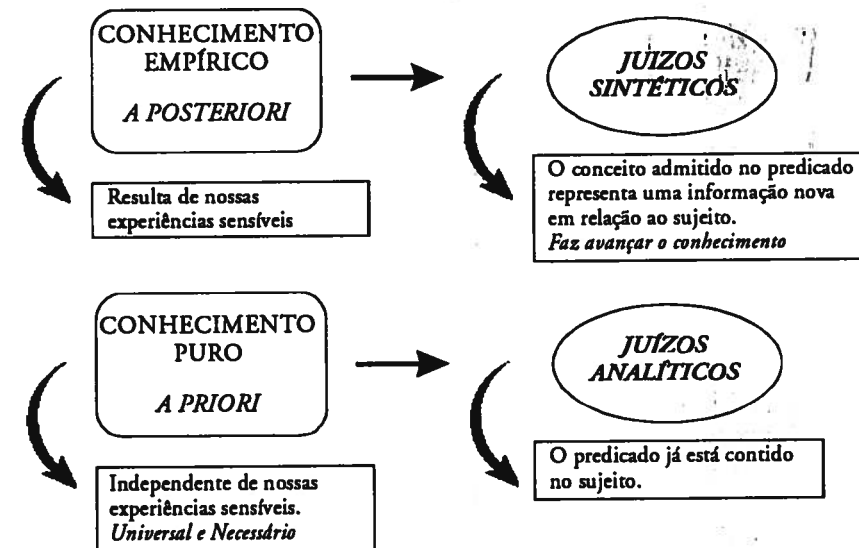 CONHECIMENTO
EMPÍRICO
A POSTERIORI
JUÍZOS
SINTÉTICOS
Resulta de nossas
experiências sensíveis
O conceito admitido no predicado
representa uma informação nova
em relação ao sujeito.
Faz avançar o conhecimento
CONHECIMENTO
PURO
A PRIORI
JUÍZOS
ANALÍTICOS
Independente de nossas
experiências sensíveis.
Universal e Necessário
O predicado já está contido
no sujeito.